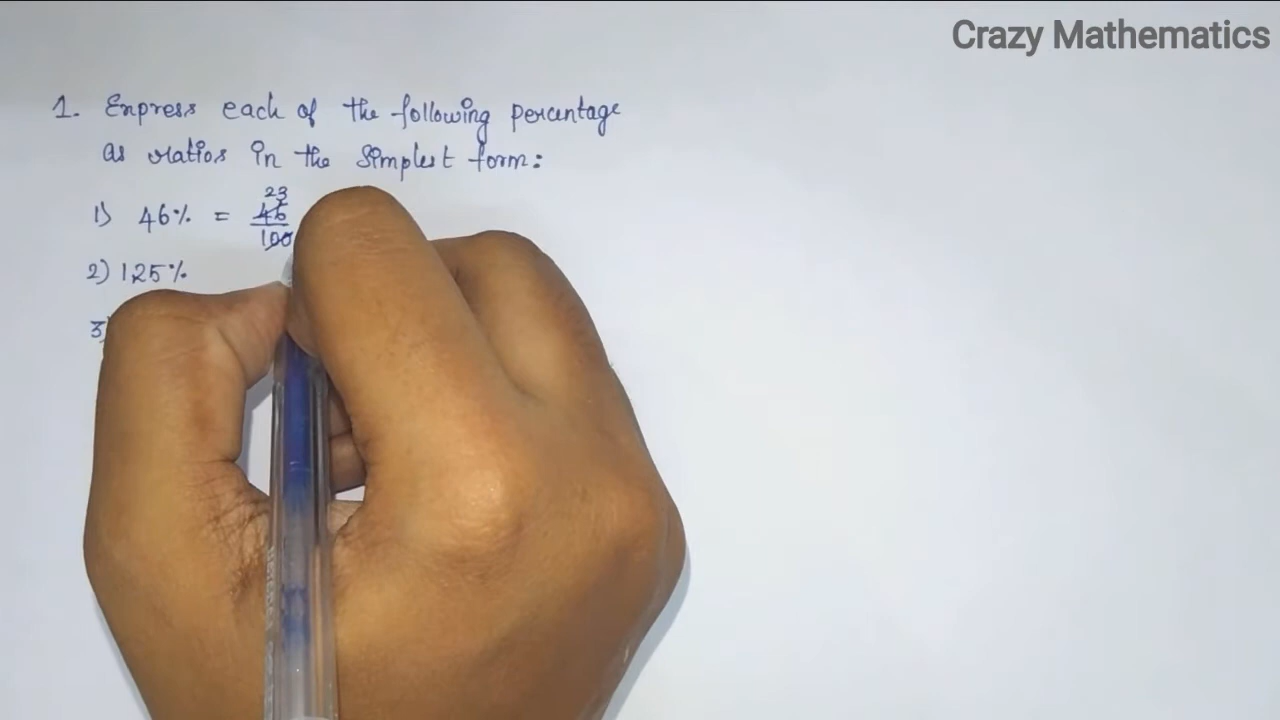 Crazy Mathematics
1. Express each of the following percentage
as ratios in the simplest form:
23
1) 46% = 46
100
2) 125%
3)